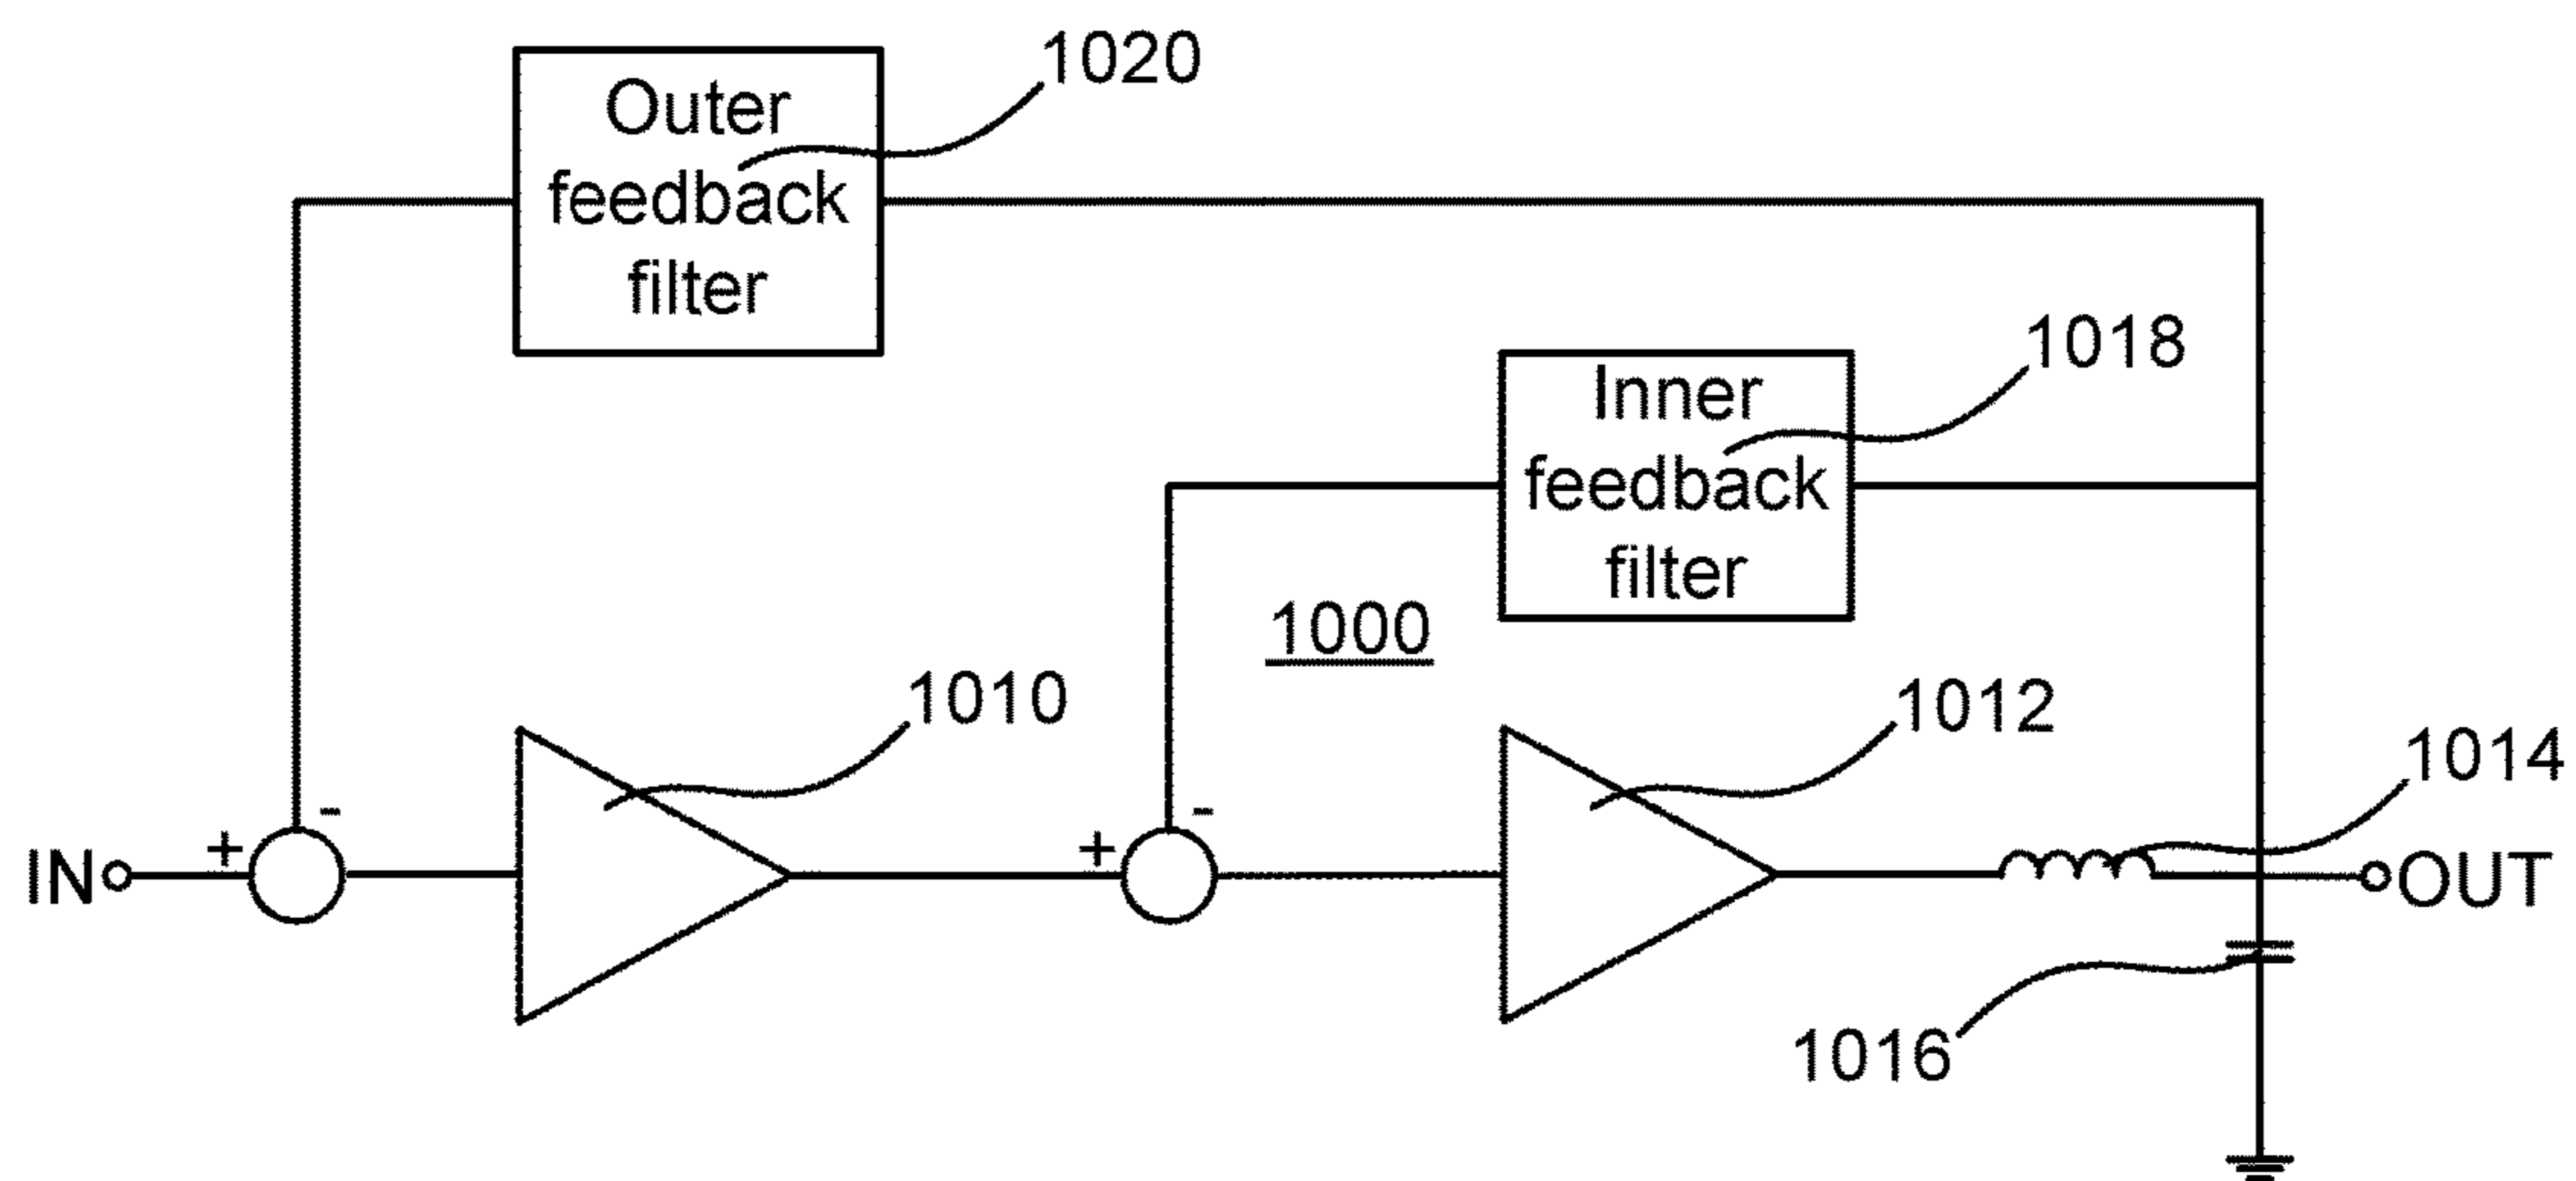 1020
Outer
feedback
filter
1018
Inner
feedback
filter
1000
1010
1012
1014
+
-
+
-
IN
OUT
1016